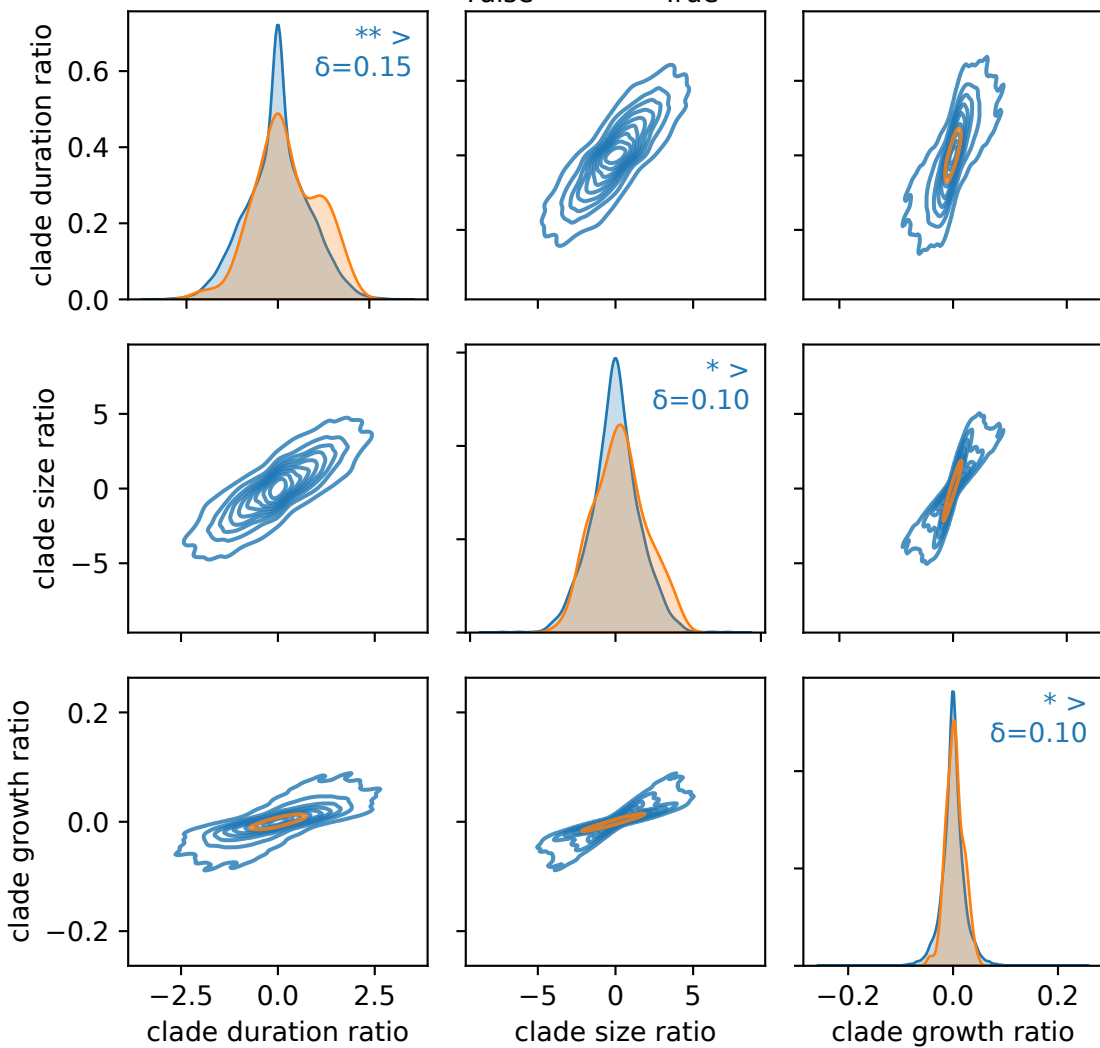 clade duration ratio
0.6
0.4
0.2
0.0
** >
δ=0.15
clade size ratio
5
0
−5
* >
δ=0.10
clade growth ratio
0.2
0.0
−0.2
* >
δ=0.10
−2.5 0.0 2.5
−5 0 5
−0.2 0.0 0.2
clade duration ratio
clade size ratio
clade growth ratio